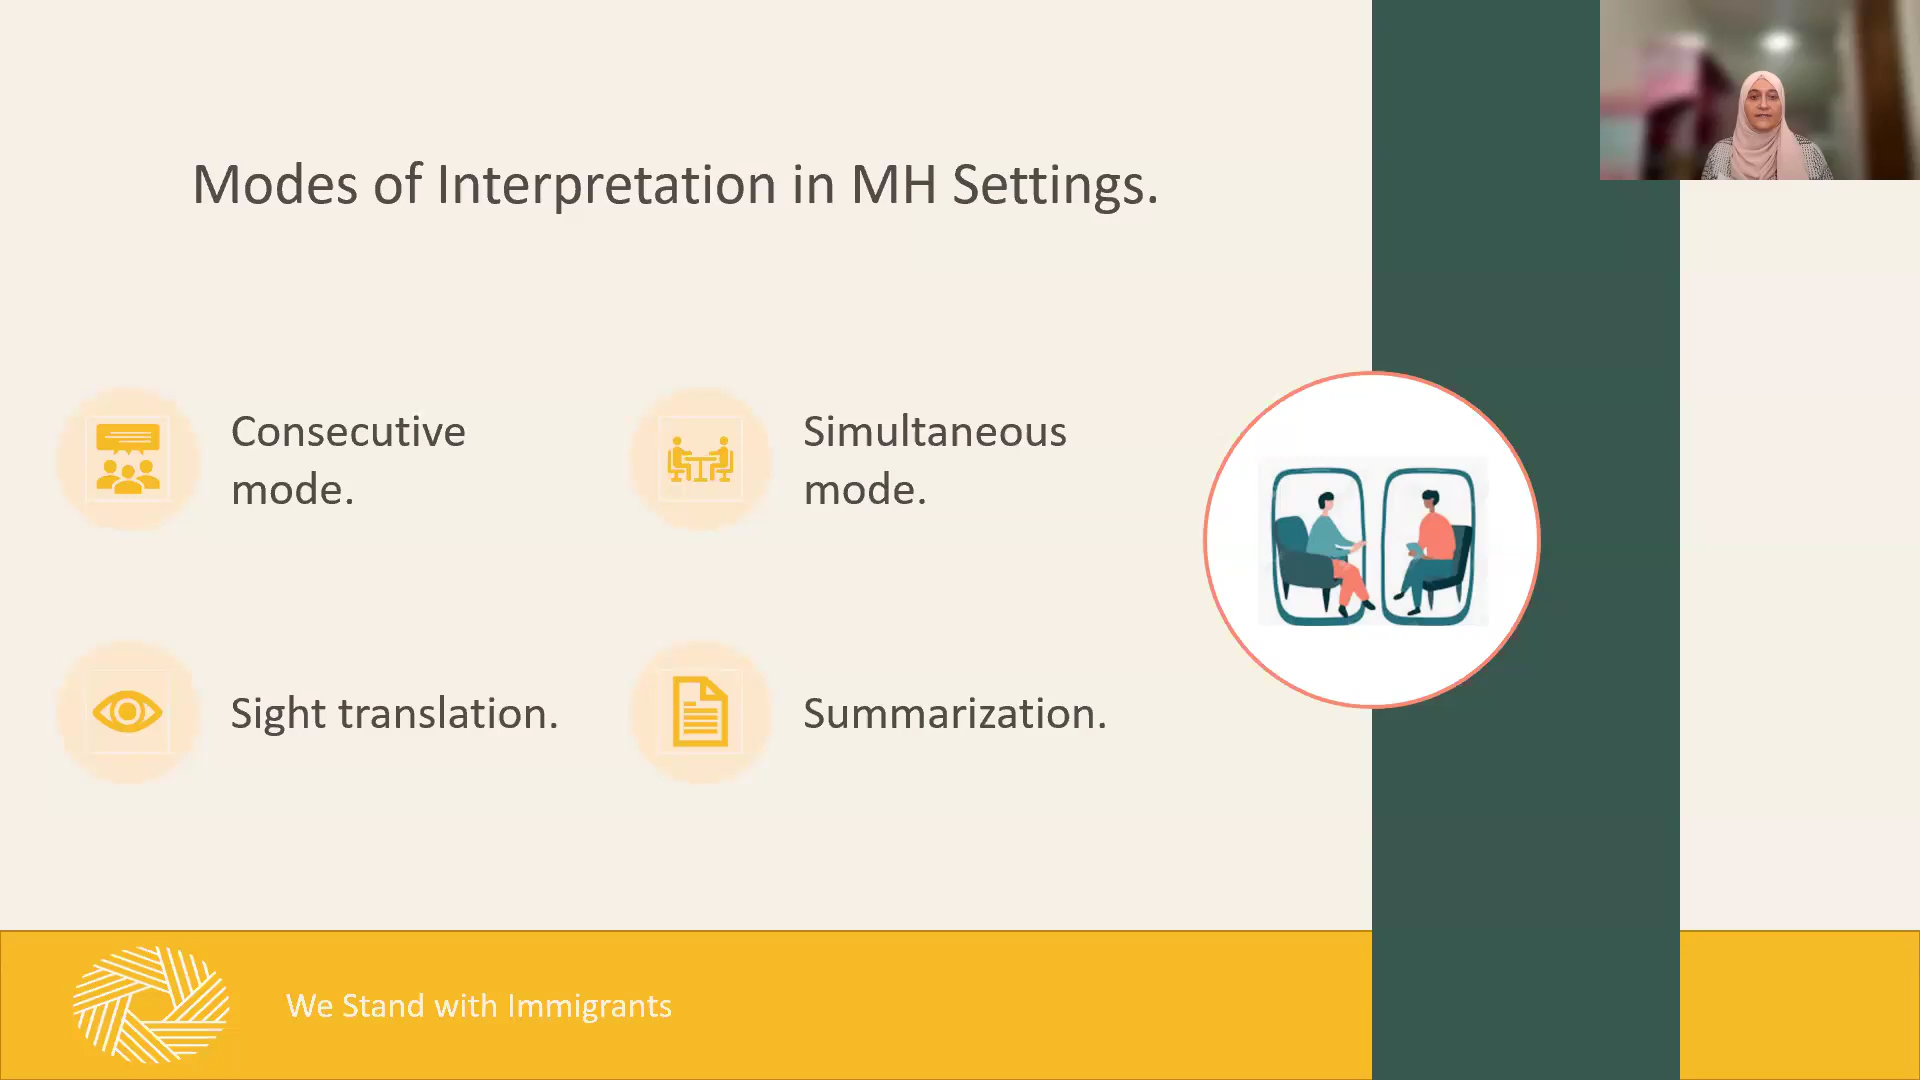 Modes of Interpretation in MH Settings.
Consecutive
mode.
Simultaneous
mode.
Sight translation.
Summarization.
We Stand with Immigrants